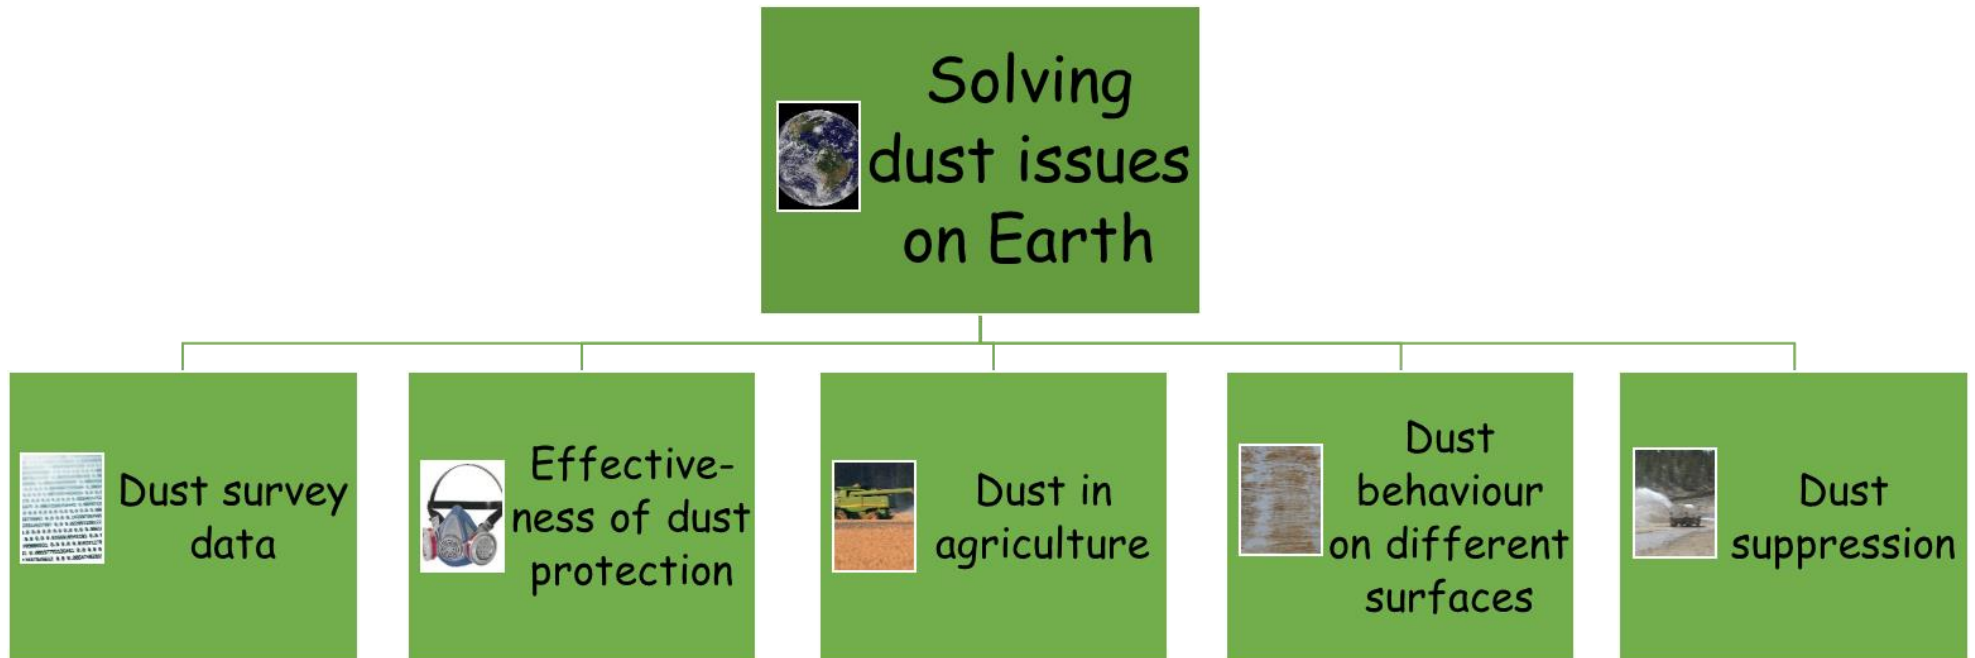 Solving
dust issues
on Earth
Dust survey
data
Effective-
ness of dust
protection
Dust in
agriculture
Dust
behaviour
on different
surfaces
Dust
suppression